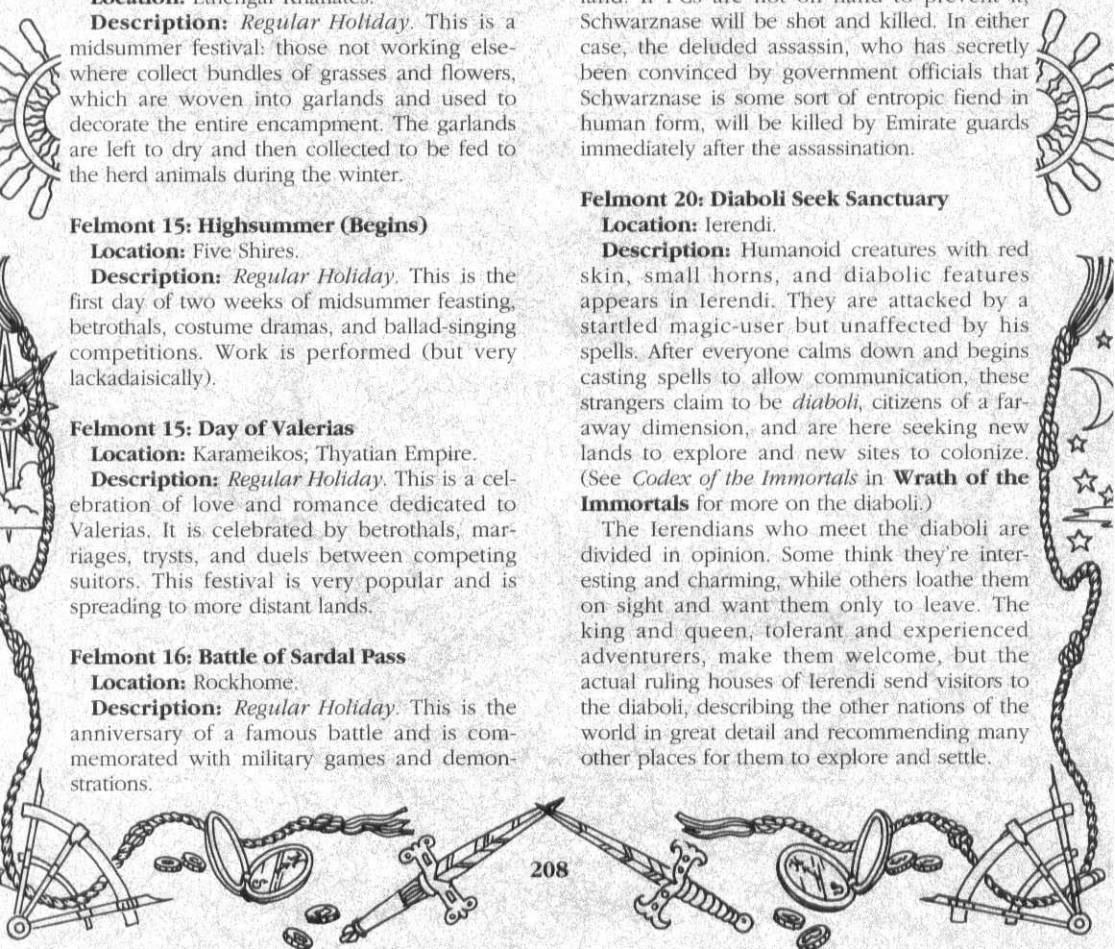 Location: Ethengar Khanates.
Description: Regular Holiday. This is a
midsummer festival: those not working else-
where collect bundles of grasses and flowers,
which are woven into garlands and used to
decorate the entire encampment. The garlands
are left to dry and then collected to be fed to
the herd animals during the winter.
Felmont 15: Highsummer (Begins)
Location: Five Shires.
Description: Regular Holiday. This is the
first day of two weeks of midsummer feasting,
betrothals, costume dramas, and ballad-singing
competitions. Work is performed (but very
lackadaisically).
Felmont 15: Day of Valerias
Location: Karameikos; Thyatian Empire.
Description: Regular Holiday. This is a cel-
ebration of love and romance dedicated to
Valerias. It is celebrated by betrothals, mar-
riages, trysts, and duels between competing
suitors. This festival is very popular and is
spreading to more distant lands.
Felmont 16: Battle of Sardal Pass
Location: Rockhome.
Description: Regular Holiday. This is the
anniversary of a famous battle and is com-
memorated with military games and demon-
strations.
land. If PCs are not on hand to prevent it,
Schwarznase will be shot and killed. In either
case, the deluded assassin, who has secretly
been convinced by government officials that
Schwarznase is some sort of entropic fiend in
human form, will be killed by Emirate guards
immediately after the assassination.
Felmont 20: Diaboli Seek Sanctuary
Location: Ierendi.
Description: Humanoid creatures with red
skin, small horns, and diabolic features
appears in Ierendi. They are attacked by a
startled magic-user but unaffected by his
spells. After everyone calms down and begins
casting spells to allow communication, these
strangers claim to be diaboli, citizens of a far-
away dimension, and are here seeking new
lands to explore and new sites to colonize.
(See Codex of the Immortals in Wrath of the
Immortals for more on the diaboli.)
The Ierendians who meet the diaboli are
divided in opinion. Some think they're inter-
esting and charming, while others loathe them
on sight and want them only to leave. The
king and queen, tolerant and experienced
adventurers, make them welcome, but the
actual ruling houses of Ierendi send visitors to
the diaboli, describing the other nations of the
world in great detail and recommending many
other places for them to explore and settle.
208